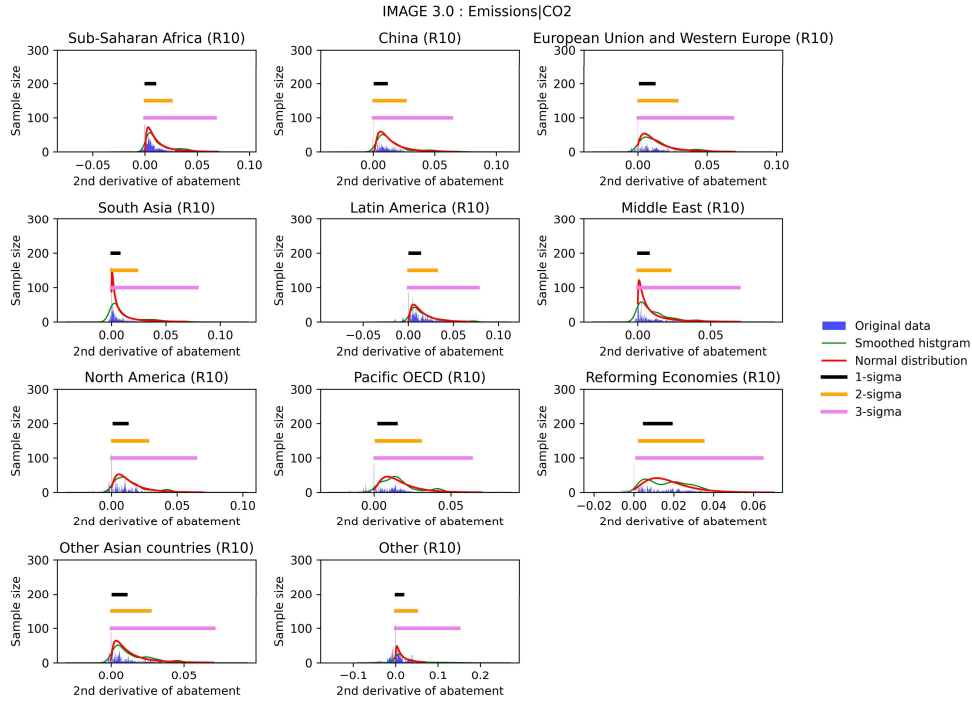 IMAGE 3.0 : Emissions|CO2
Sub-Saharan Africa (R10)
300
200
100
0
Sample size
−0.05
0.00
0.05
0.10
2nd derivative of abatement
China (R10)
300
200
100
0
Sample size
0.00
0.05
0.10
2nd derivative of abatement
European Union and Western Europe (R10)
300
200
100
0
Sample size
0.00
0.05
0.10
2nd derivative of abatement
South Asia (R10)
300
200
100
0
Sample size
0.00
0.05
0.10
2nd derivative of abatement
Latin America (R10)
300
200
100
0
Sample size
−0.05
0.00
0.05
0.10
2nd derivative of abatement
Middle East (R10)
300
200
100
0
Sample size
0.00
0.05
2nd derivative of abatement
Original data
Smoothed histgram
Normal distribution
1-sigma
2-sigma
3-sigma
North America (R10)
300
200
100
0
Sample size
0.00
0.05
0.10
2nd derivative of abatement
Pacific OECD (R10)
300
200
100
0
Sample size
0.00
0.05
2nd derivative of abatement
Reforming Economies (R10)
300
200
100
0
Sample size
−0.02
0.00
0.02
0.04
0.06
2nd derivative of abatement
Other Asian countries (R10)
300
200
100
0
Sample size
0.00
0.05
2nd derivative of abatement
Other (R10)
300
200
100
0
Sample size
−0.1
0.0
0.1
0.2
2nd derivative of abatement